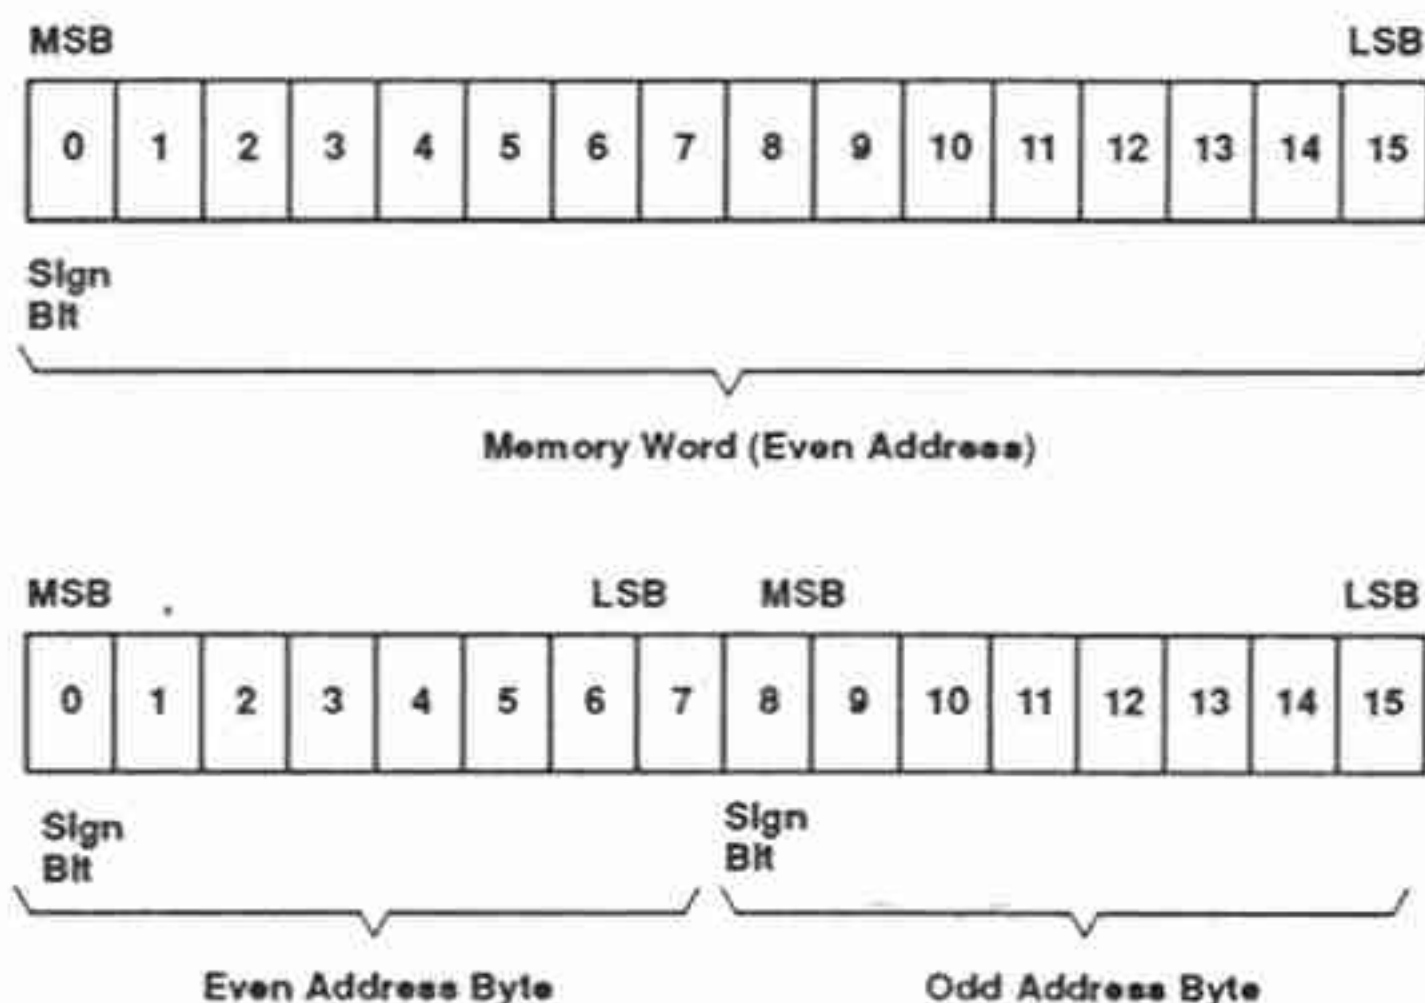 MSB LSB
0 1 2 3 4 5 6 7 8 9 10 11 12 13 14 15
Sign
Bit
Memory Word (Even Address)
MSB LSB MSB LSB
0 1 2 3 4 5 6 7 8 9 10 11 12 13 14 15
Sign Sign
Bit Bit
Even Address Byte Odd Address Byte